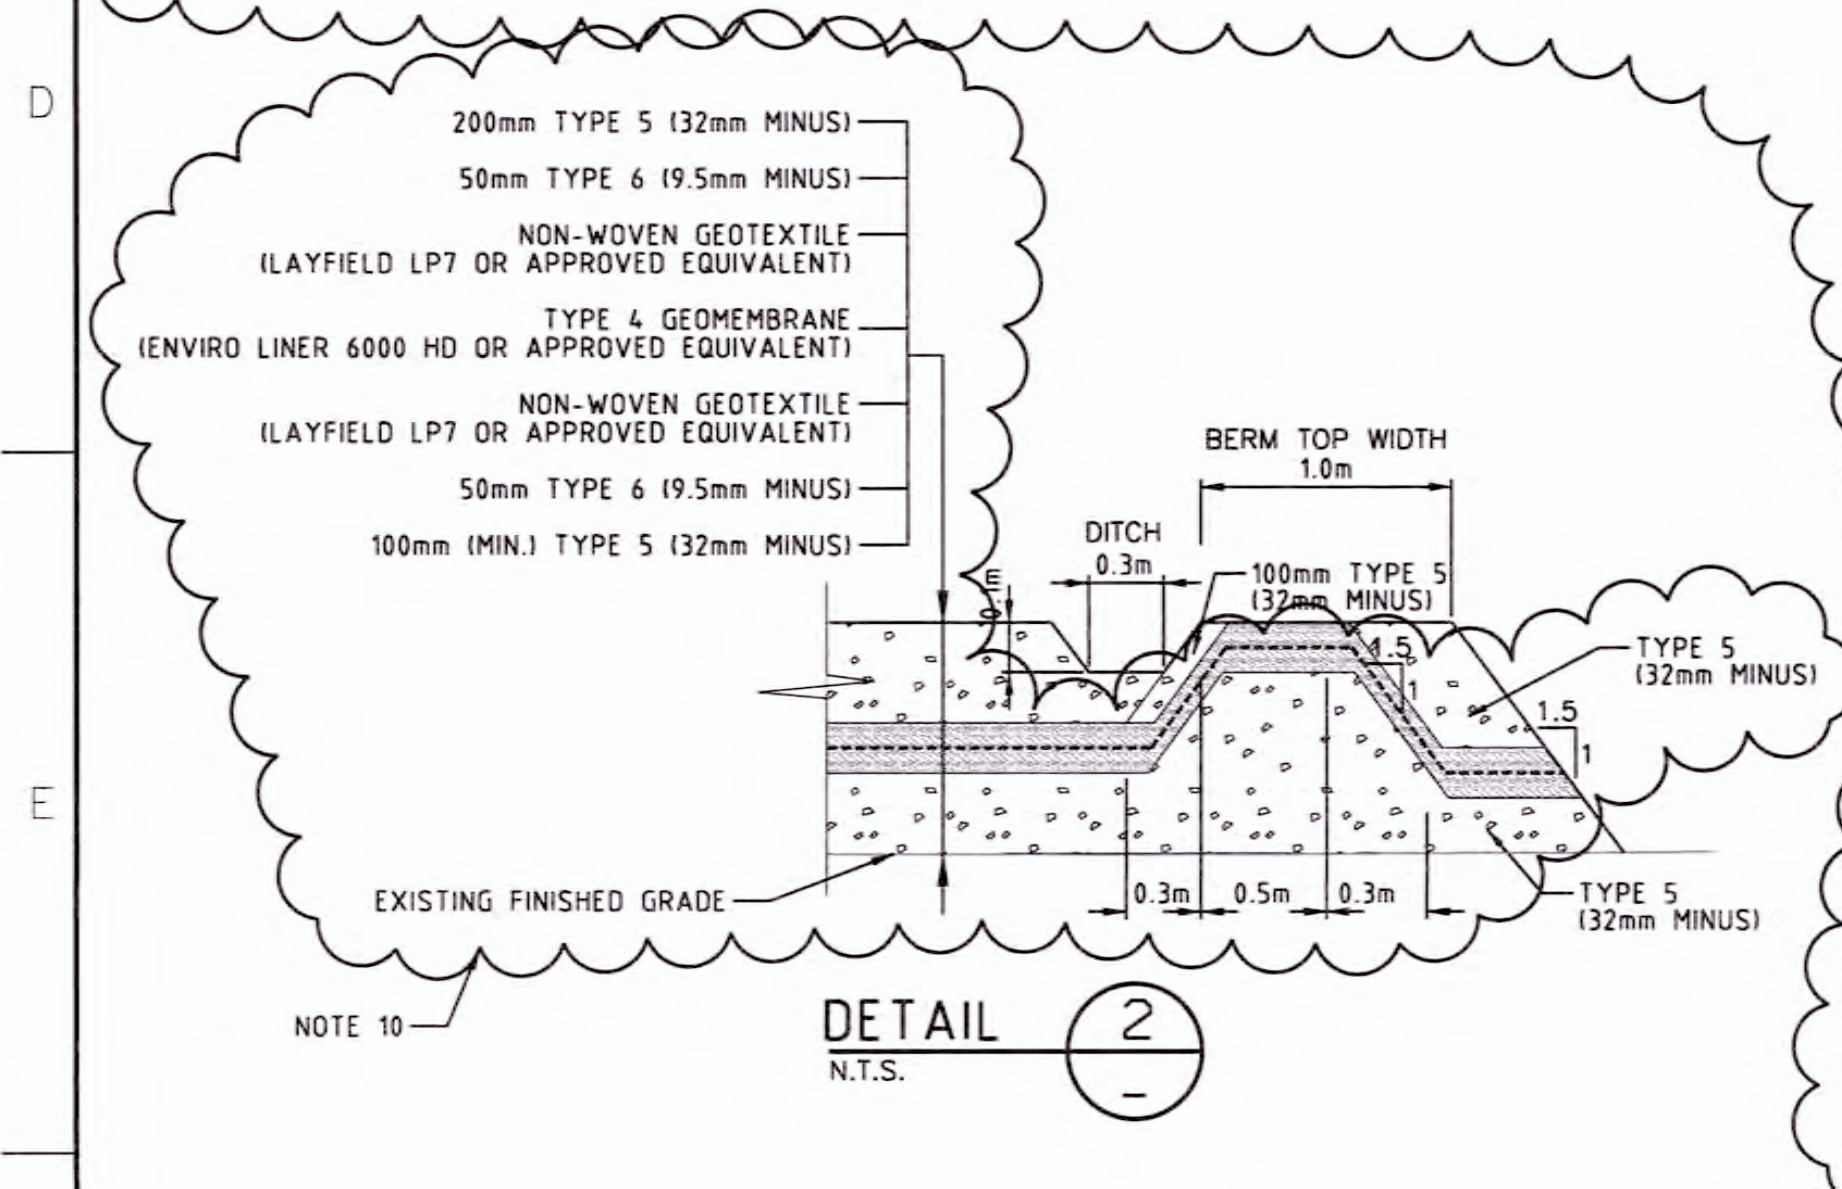 D
200mm TYPE 5 (32mm MINUS)
50mm TYPE 6 (9.5mm MINUS)
NON-WOVEN GEOTEXTILE
(LAYFIELD LP7 OR APPROVED EQUIVALENT)
TYPE 4 GEOMEMBRANE
(ENVIRO LINER 6000 HD OR APPROVED EQUIVALENT)
NON-WOVEN GEOTEXTILE
(LAYFIELD LP7 OR APPROVED EQUIVALENT)
50mm TYPE 6 (9.5mm MINUS)
100mm (MIN.) TYPE 5 (32mm MINUS)
BERM TOP WIDTH
1.0m
DITCH
0.3m
100mm TYPE 5
(32mm MINUS)
1.5
1
TYPE 5
(32mm MINUS)
1.5
1
E
EXISTING FINISHED GRADE
0.3m
0.5m
0.3m
TYPE 5
(32mm MINUS)
NOTE 10
DETAIL
2
N.T.S.
-